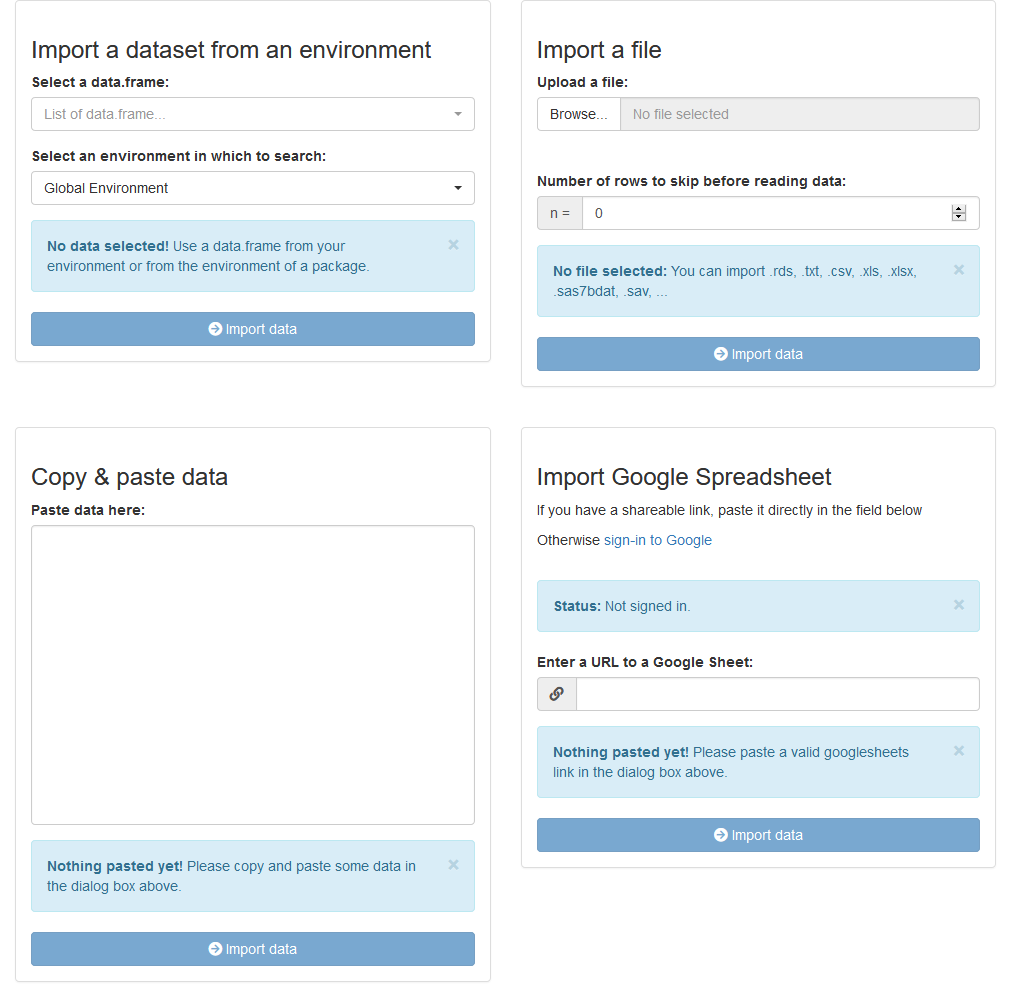 Import a dataset from an environment
Select a data.frame:
List of data.frame...
Select an environment in which to search:
Global Environment
No data selected! Use a data.frame from your
environment or from the environment of a package.
×
Import data
Import a file
Upload a file:
Browse... No file selected
Number of rows to skip before reading data:
n = 0
No file selected: You can import .rds, .txt, .csv, .xls, .xlsx,
.sas7bdat, .sav, ...
×
Import data
Copy & paste data
Paste data here:
Nothing pasted yet! Please copy and paste some data in
the dialog box above.
×
Import data
Import Google Spreadsheet
If you have a shareable link, paste it directly in the field below
Otherwise sign-in to Google
Status: Not signed in.
×
Enter a URL to a Google Sheet:
Nothing pasted yet! Please paste a valid googlesheets
link in the dialog box above.
×
Import data